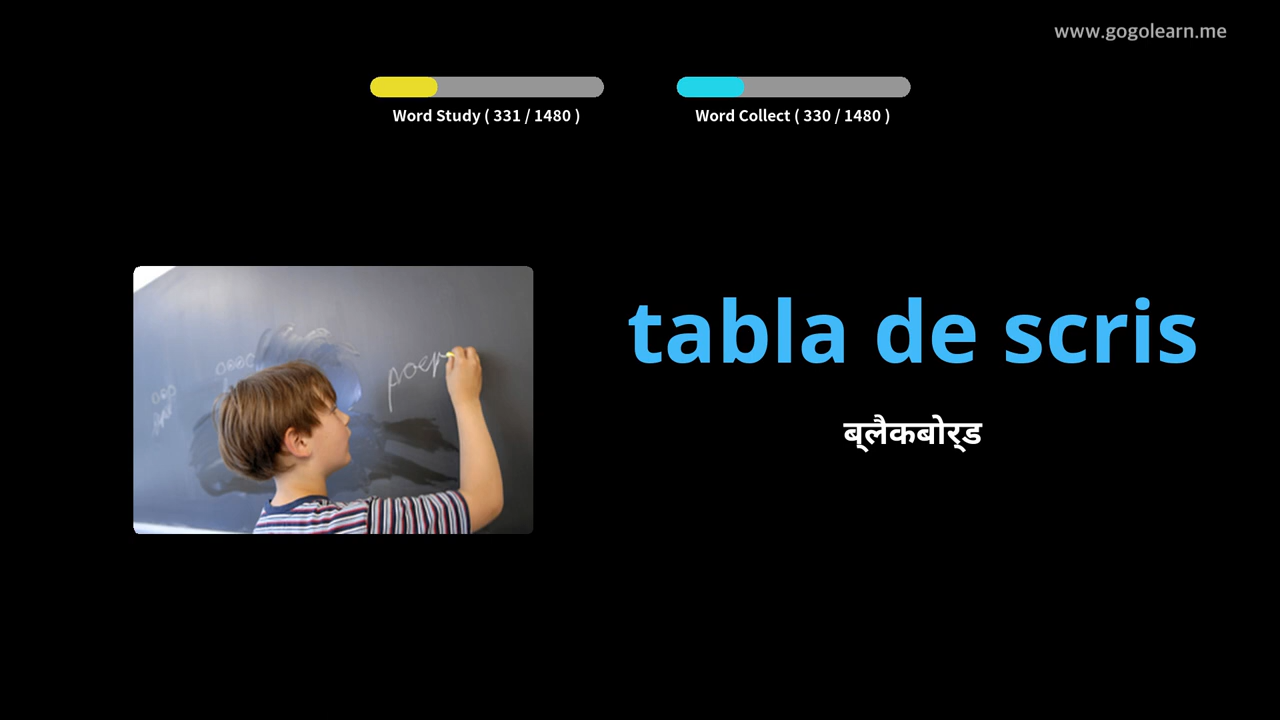 www.gogolearn.me
Word Study ( 331 / 1480 )
Word Collect ( 330 / 1480 )
tabla de scris
ब्लैकबोर्ड